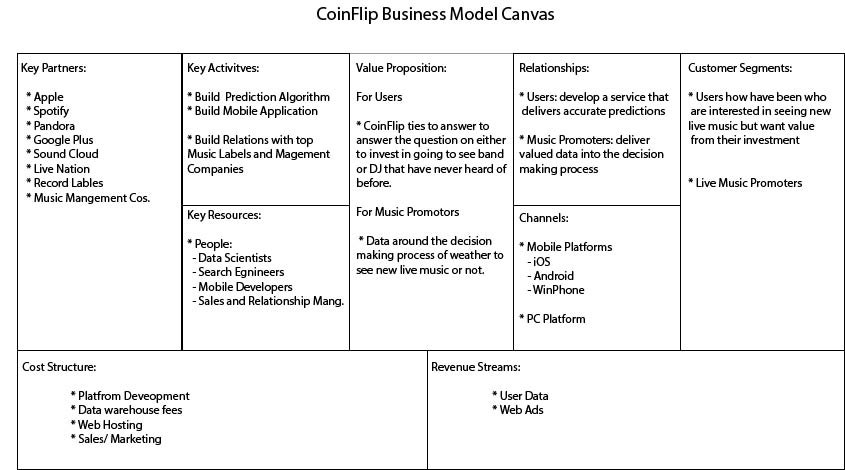 CoinFlip Business Model Canvas
Key Partners:
* Apple
* Spotify
* Pandora
* Google Plus
* Sound Cloud
* Live Nation
* Record Lables
* Music Mangement Cos.
Key Activitves:
* Build Prediction Algorithm
* Build Mobile Application
* Build Relations with top
Music Labels and Magement
Companies
Key Resources:
* People:
- Data Scientists
- Search Egnineers
- Mobile Developers
- Sales and Relationship Mang.
Value Proposition:
For Users
* CoinFlip ties to answer to
answer the question on either
to invest in going to see band
or DJ that have never heard of
before.
For Music Promotors
* Data around the decision
making process of weather to
see new live music or not.
Relationships:
* Users: develop a service that
delivers accurate predictions
* Music Promoters: deliver
valued data into the decision
making process
Channels:
* Mobile Platforms
- iOS
- Android
- WinPhone
* PC Platform
Customer Segments:
* Users how have been who
are interested in seeing new
live music but want value
from their investment
* Live Music Promoters
Cost Structure:
* Platfrom Deveopment
* Data warehouse fees
* Web Hosting
* Sales/ Marketing
Revenue Streams:
* User Data
* Web Ads